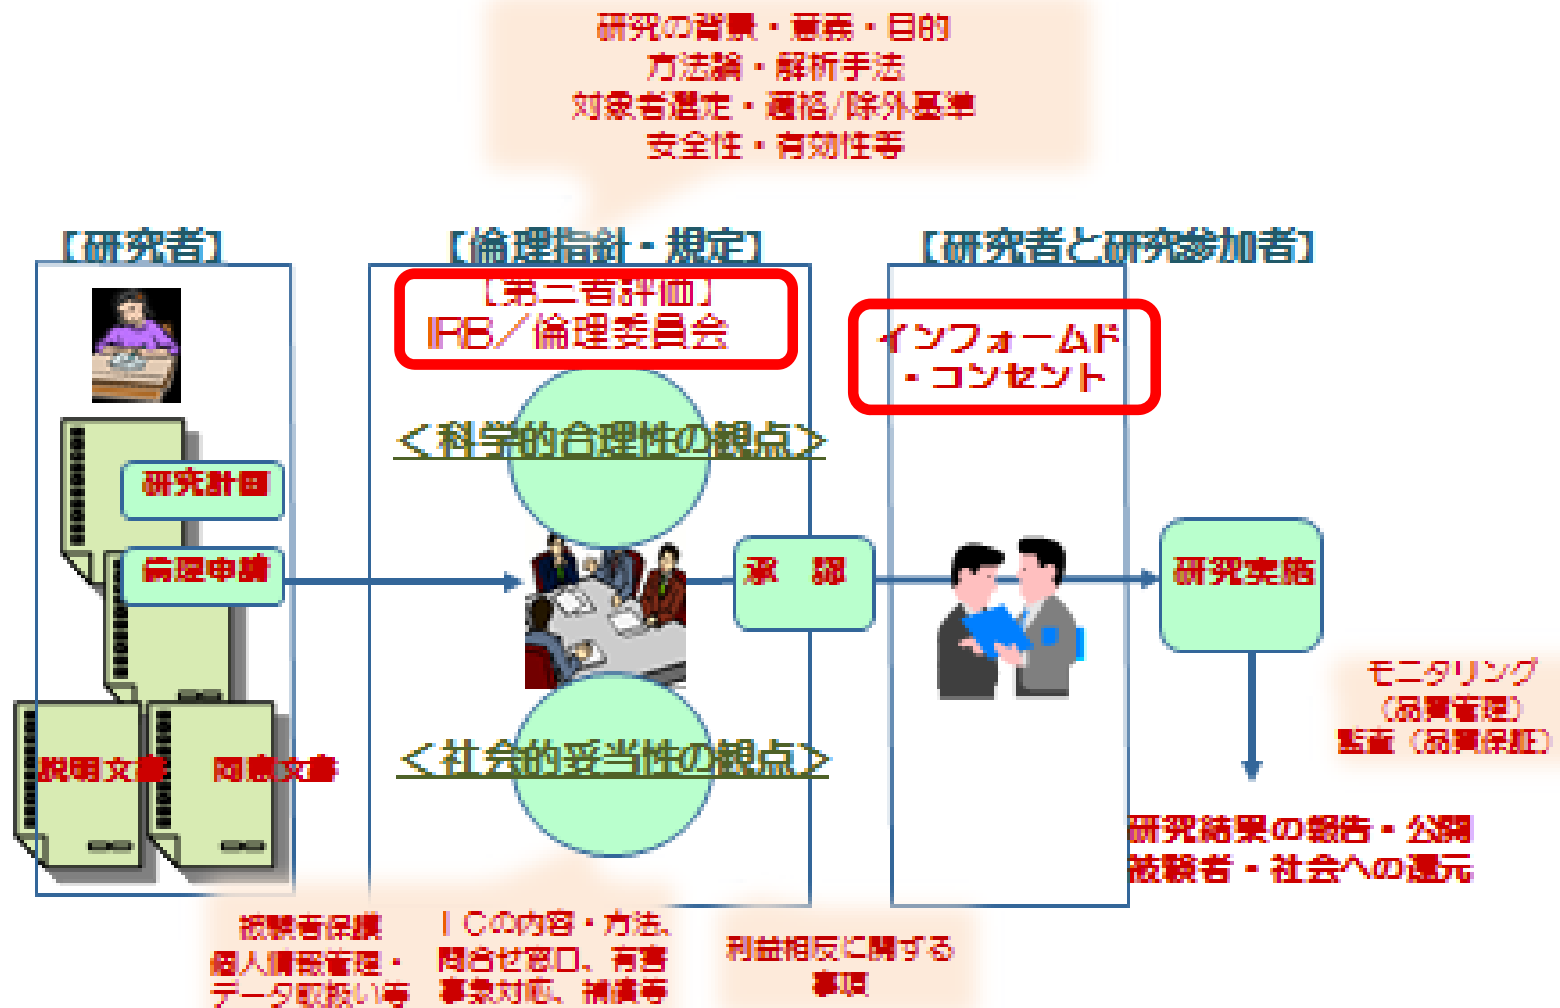 研究の背景・意義・目的
方法論・解析手法
対象者選定・適格/除外基準
安全性・有効性等
【研究者】
【倫理指針・規定】
【研究者と研究参加者】
【第三者評価】
IRB／倫理委員会
インフォームド
・コンセント
＜科学的合理性の観点＞
研究計画
倫理申請
承　認
研究実施
説明文書
同意文書
＜社会的妥当性の観点＞
モニタリング
（品質管理）
監査（品質保証）
研究結果の報告・公開
被験者・社会への還元
被験者保護
個人情報管理・
データ取扱い等
ＩＣの内容・方法、
問合せ窓口、有害
事象対応、補償等
利益相反に関する
事項